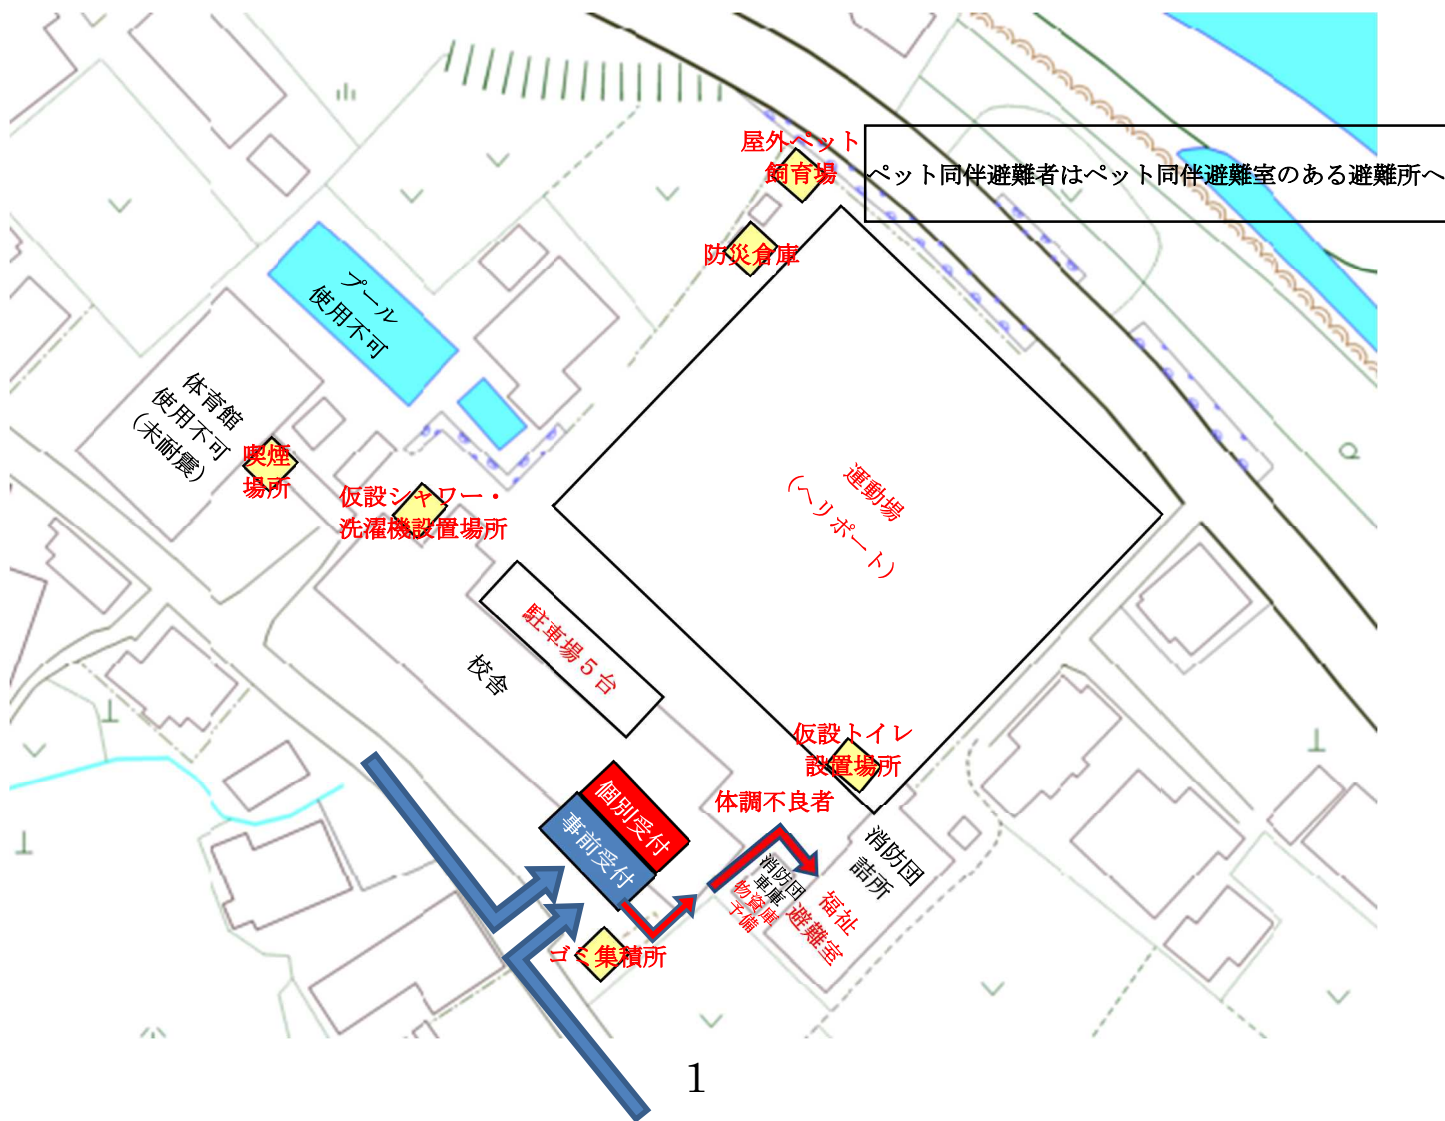 屋外ペット
飼育場
ペット同伴避難者はペット同伴避難室のある避難所へ
防災倉庫
プール
使用不可
体育館
使用不可
(未耐震)
喫煙
場所
仮設シャワー・
洗濯機設置場所
運動場
(ヘリポート)
駐車場５台
校舎
仮設トイレ
設置場所
個別受付
事前受付
体調不良者
消防団
詰所
消防団
車庫
物資庫
予備
福祉
避難室
ゴミ集積所
1